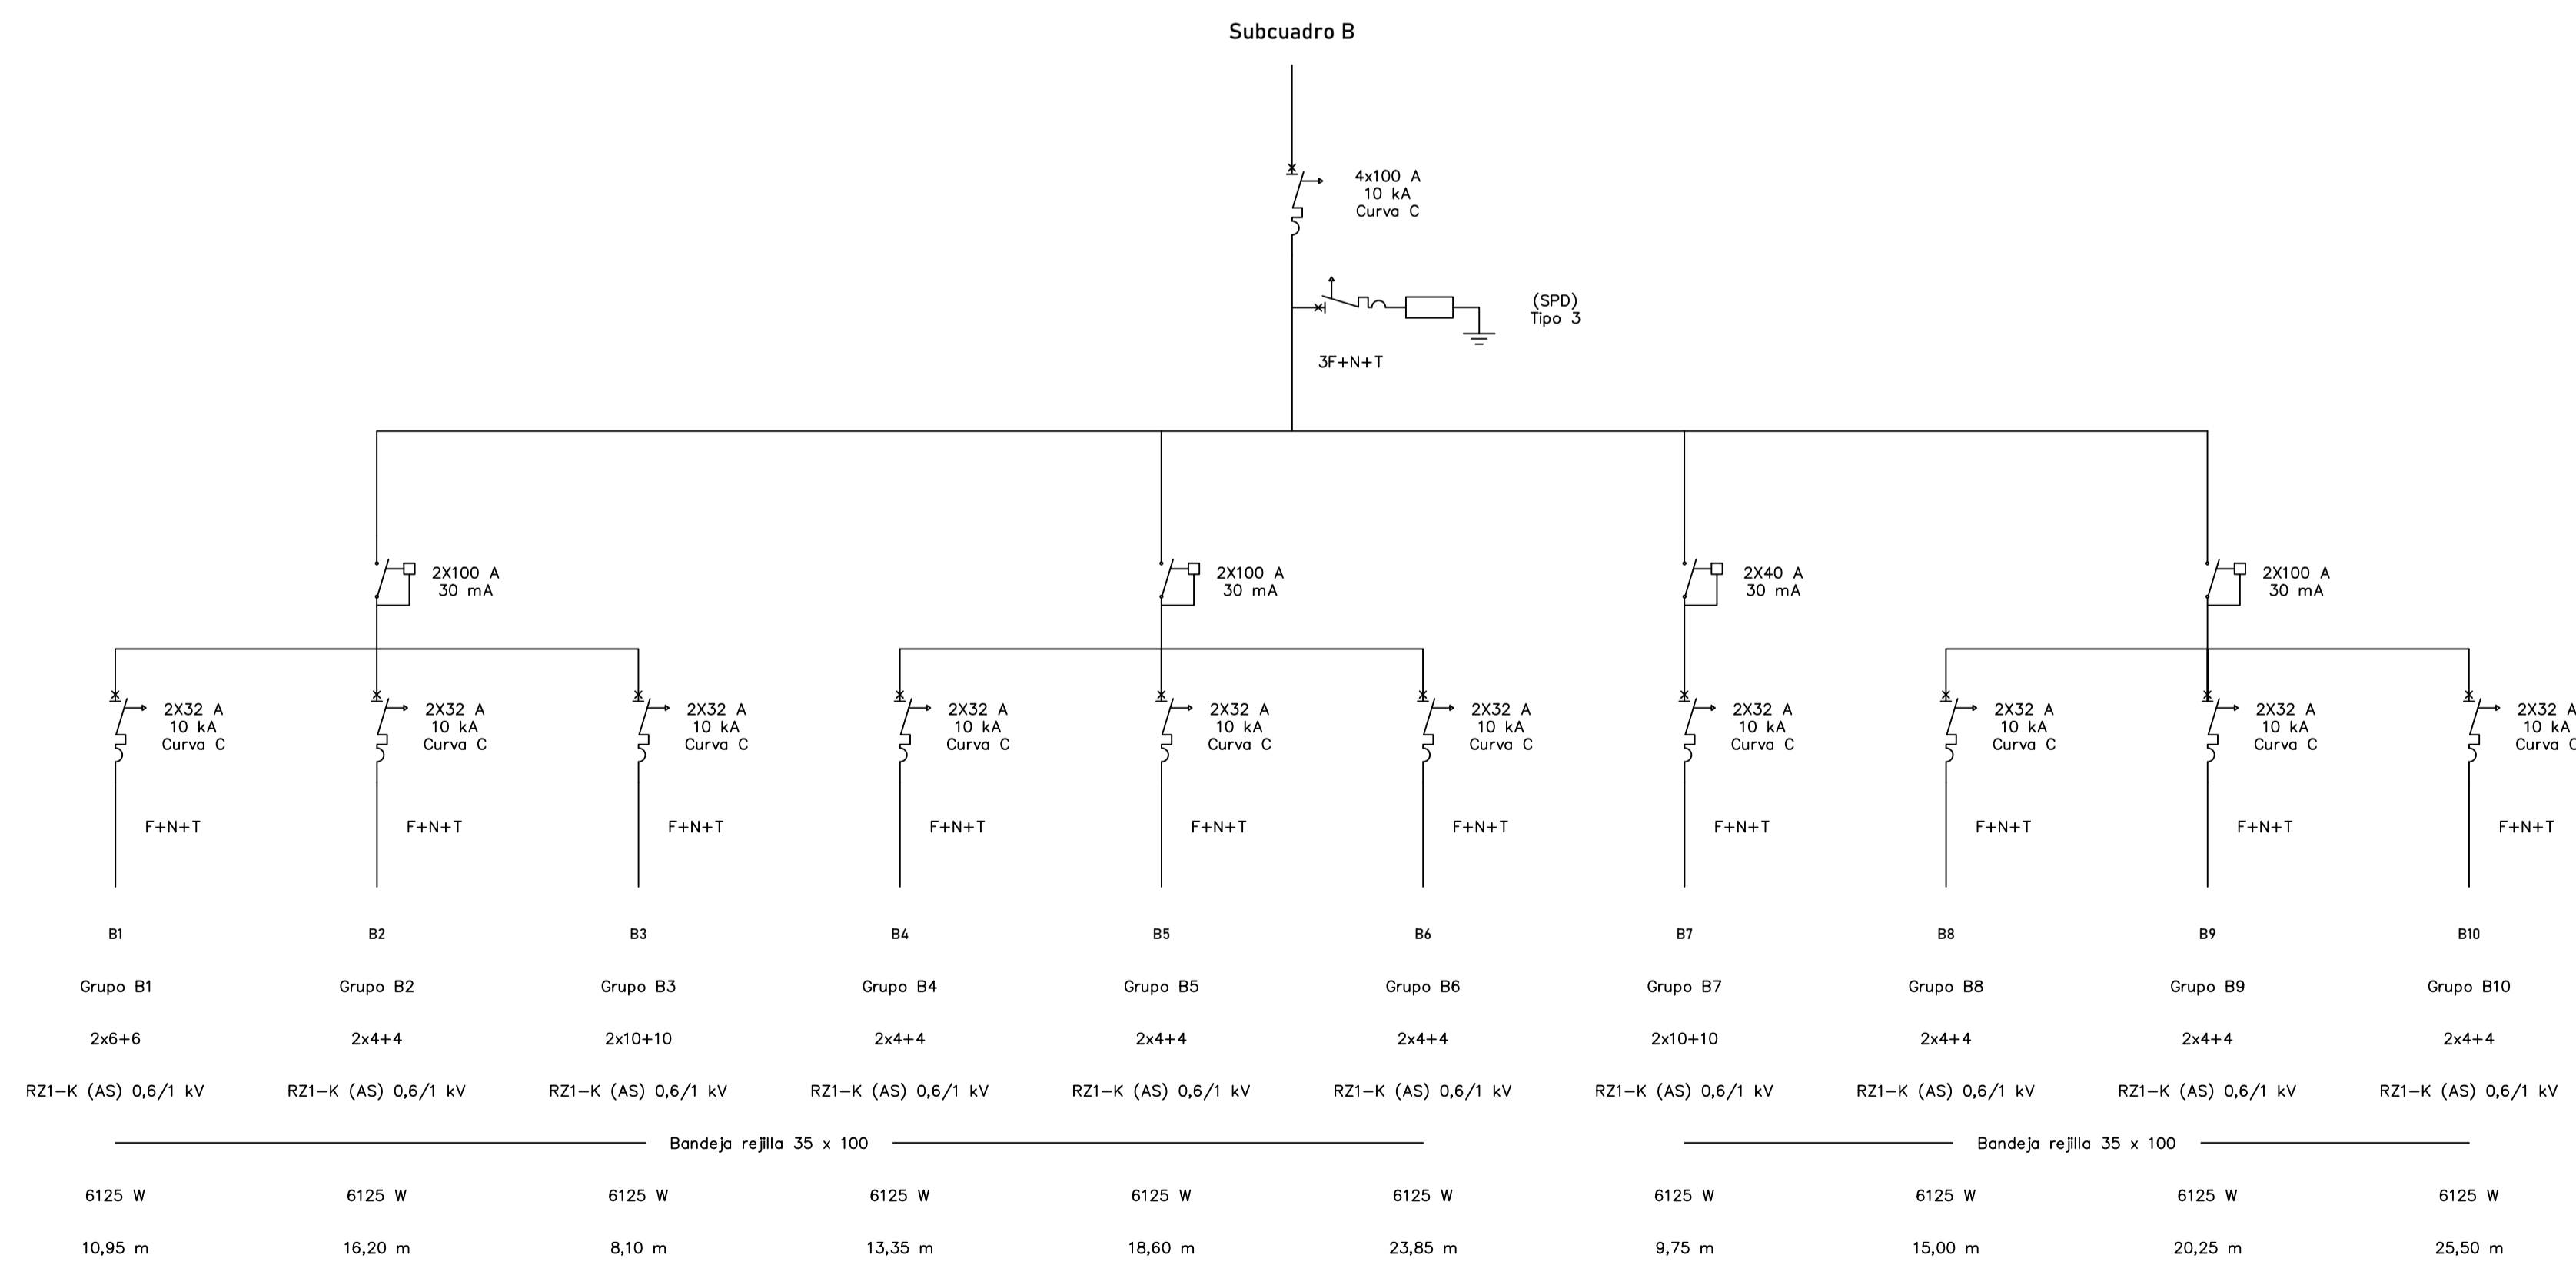 Subcuadro B
4x100 A
10 kA
Curva C
(SPD)
Tipo 3
3F+N+T
2X100 A
30 mA
2X100 A
30 mA
2X40 A
30 mA
2X100 A
30 mA
2X32 A
10 kA
Curva C
2X32 A
10 kA
Curva C
2X32 A
10 kA
Curva C
2X32 A
10 kA
Curva C
2X32 A
10 kA
Curva C
2X32 A
10 kA
Curva C
2X32 A
10 kA
Curva C
2X32 A
10 kA
Curva C
2X32 A
10 kA
Curva C
2X32 A
10 kA
Curva C
F+N+T F+N+T F+N+T F+N+T F+N+T F+N+T F+N+T F+N+T F+N+T F+N+T
B1 B2 B3 B4 B5 B6 B7 B8 B9 B10
Grupo B1 Grupo B2 Grupo B3 Grupo B4 Grupo B5 Grupo B6 Grupo B7 Grupo B8 Grupo B9 Grupo B10
2x6+6 2x4+4 2x10+10 2x4+4 2x4+4 2x4+4 2x10+10 2x4+4 2x4+4 2x4+4
RZ1-K (AS) 0,6/1 kV RZ1-K (AS) 0,6/1 kV RZ1-K (AS) 0,6/1 kV RZ1-K (AS) 0,6/1 kV RZ1-K (AS) 0,6/1 kV RZ1-K (AS) 0,6/1 kV RZ1-K (AS) 0,6/1 kV RZ1-K (AS) 0,6/1 kV RZ1-K (AS) 0,6/1 kV RZ1-K (AS) 0,6/1 kV
Bandeja rejilla 35 x 100 Bandeja rejilla 35 x 100
6125 W 6125 W 6125 W 6125 W 6125 W 6125 W 6125 W 6125 W 6125 W 6125 W
10,95 m 16,20 m 8,10 m 13,35 m 18,60 m 23,85 m 9,75 m 15,00 m 20,25 m 25,50 m